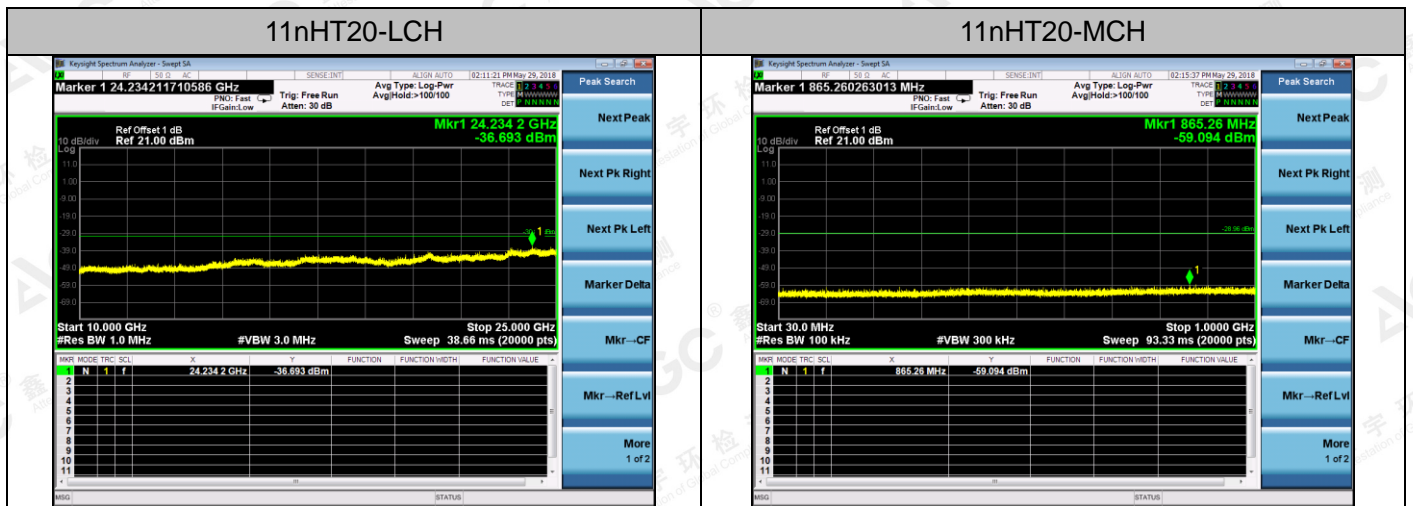 11nHT20-LCH
Keysight Spectrum Analyzer - Swept SA
RF 50 Ω AC SENSE:INT ALIGN AUTO 02:11:21 PM May 29, 2018
Marker 1 24.234211710586 GHz
PNO: Fast
IFGain:Low
Trig: Free Run
Atten: 30 dB
Avg Type: Log-Pwr
Avg|Hold:>100/100
TRACE 1 2 3 4 5 6
TYPE M WWWWW
DET P NNNNN
Ref Offset 1 dB
Ref 21.00 dBm
10 dB/div
Log
Mkr1 24.234 2 GHz
-36.693 dBm
11.0
1.00
-9.00
-19.0
-29.0
-39.0
-49.0
-59.0
-69.0
1
Start 10.000 GHz
Stop 25.000 GHz
#Res BW 1.0 MHz
#VBW 3.0 MHz
Sweep 38.66 ms (20000 pts)
MKR MODE TRC SCL X Y FUNCTION FUNCTION WIDTH FUNCTION VALUE
1 N 1 f 24.234 2 GHz -36.693 dBm
2
3
4
5
6
7
8
9
10
11
MSG
STATUS
Peak Search
Next Peak
Next Pk Right
Next Pk Left
Marker Delta
Mkr→CF
Mkr→Ref Lvl
More
1 of 2
11nHT20-MCH
Keysight Spectrum Analyzer - Swept SA
RF 50 Ω AC SENSE:INT ALIGN AUTO 02:15:37 PM May 29, 2018
Marker 1 865.260263013 MHz
PNO: Fast
IFGain:Low
Trig: Free Run
Atten: 30 dB
Avg Type: Log-Pwr
Avg|Hold:>100/100
TRACE 1 2 3 4 5 6
TYPE M WWWWW
DET P NNNNN
Ref Offset 1 dB
Ref 21.00 dBm
10 dB/div
Log
Mkr1 865.26 MHz
-59.094 dBm
11.0
1.00
-9.00
-19.0
-29.0
-39.0
-49.0
-59.0
-69.0
-28.96 dBm
1
Start 30.0 MHz
Stop 1.0000 GHz
#Res BW 100 kHz
#VBW 300 kHz
Sweep 93.33 ms (20000 pts)
MKR MODE TRC SCL X Y FUNCTION FUNCTION WIDTH FUNCTION VALUE
1 N 1 f 865.26 MHz -59.094 dBm
2
3
4
5
6
7
8
9
10
11
MSG
STATUS
Peak Search
Next Peak
Next Pk Right
Next Pk Left
Marker Delta
Mkr→CF
Mkr→Ref Lvl
More
1 of 2